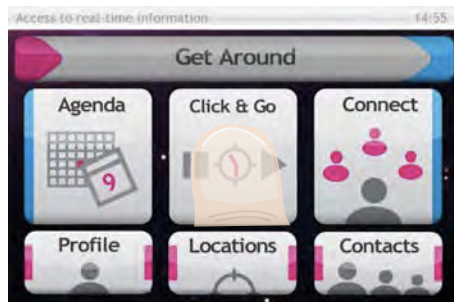 Access to real-time information
14:55
Get Around
Agenda
Click & Go
Connect
9
Profile
Locations
Contacts